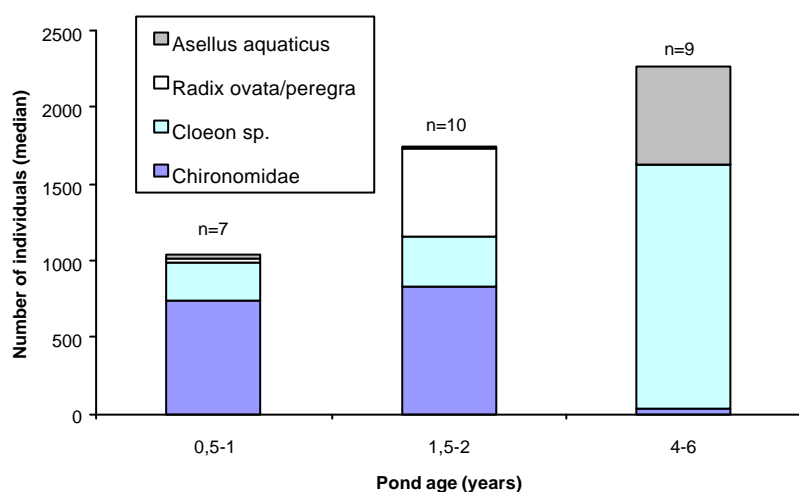 2500
2000
1500
1000
500
0
Number of individuals (median)
Asellus aquaticus
Radix ovata/peregra
Cloeon sp.
Chironomidae
n=7
n=10
n=9
0,5-1
1,5-2
4-6
Pond age (years)